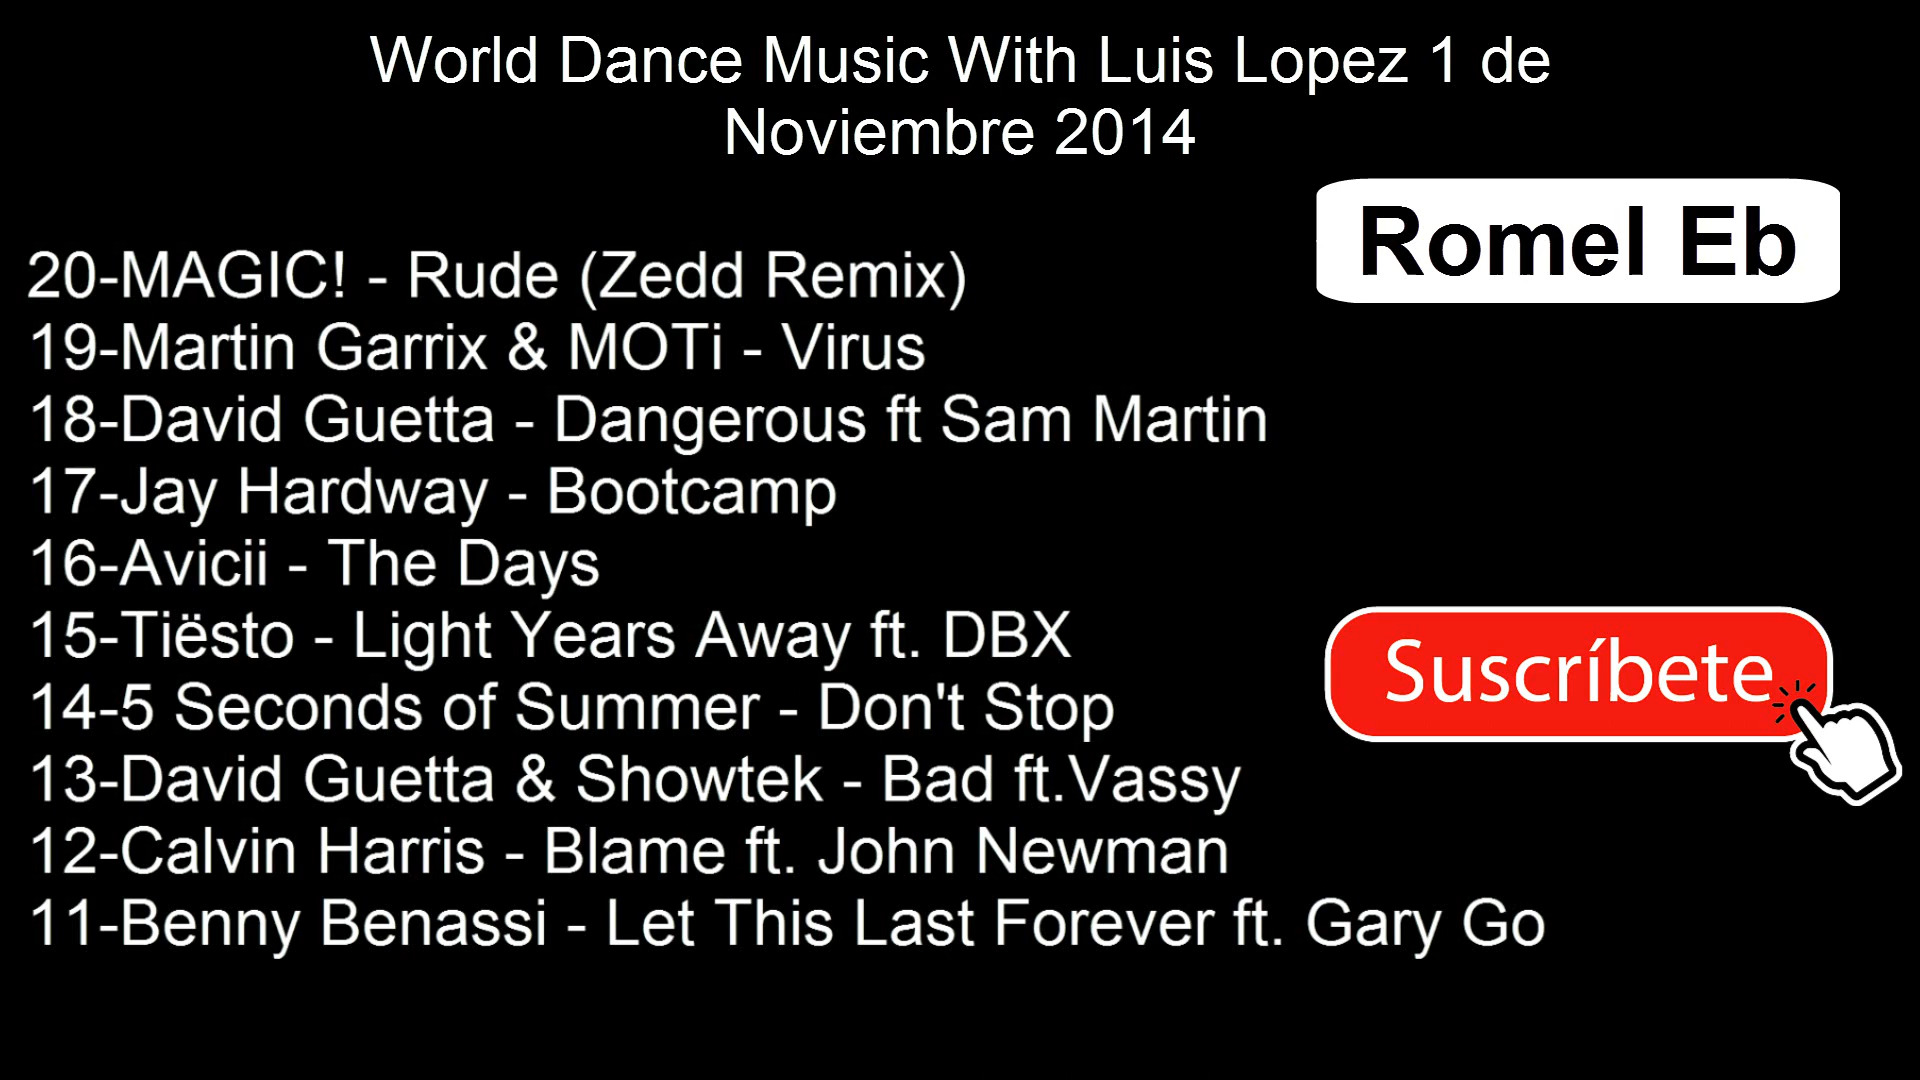 World Dance Music With Luis Lopez 1 de
Noviembre 2014
Romel Eb
20-MAGIC! - Rude (Zedd Remix)
19-Martin Garrix & MOTi - Virus
18-David Guetta - Dangerous ft Sam Martin
17-Jay Hardway - Bootcamp
16-Avicii - The Days
15-Tiësto - Light Years Away ft. DBX
14-5 Seconds of Summer - Don't Stop
13-David Guetta & Showtek - Bad ft.Vassy
12-Calvin Harris - Blame ft. John Newman
11-Benny Benassi - Let This Last Forever ft. Gary Go
Suscríbete